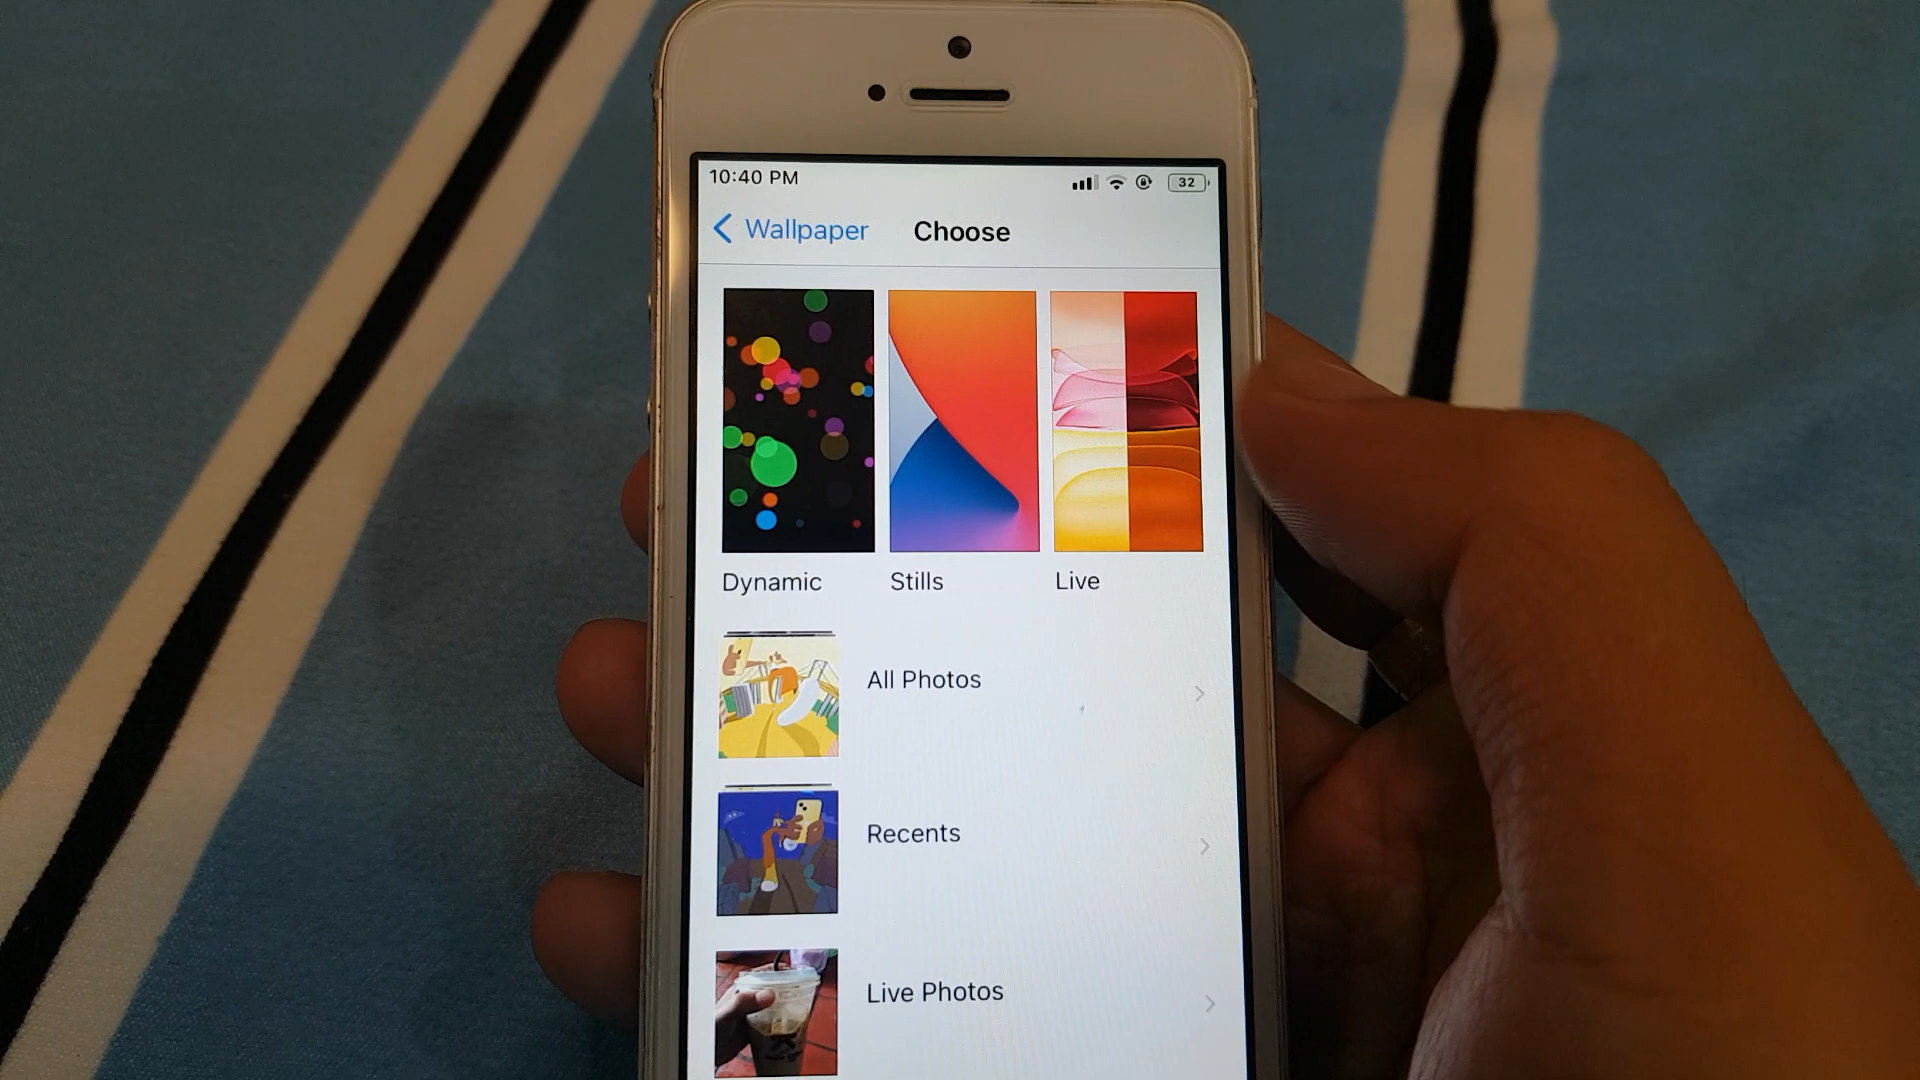 10:40 PM
32
Wallpaper
Choose
Dynamic
Stills
Live
All Photos
Recents
Live Photos